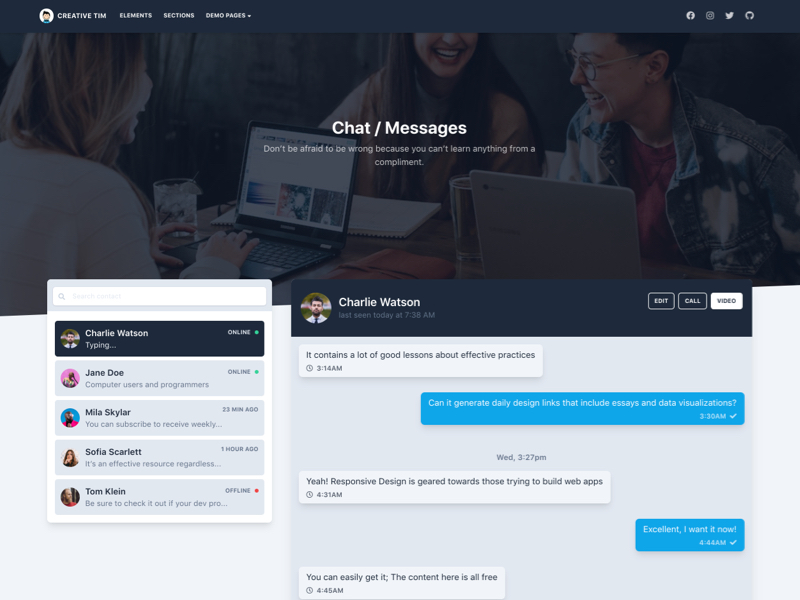 CREATIVE TIM
ELEMENTS
SECTIONS
DEMO PAGES
Chat / Messages
Don't be afraid to be wrong because you can't learn anything from a
compliment.
Search contact
Charlie Watson
ONLINE
Typing...
Jane Doe
ONLINE
Computer users and programmers
Mila Skylar
23 MIN AGO
You can subscribe to receive weekly...
Sofia Scarlett
1 HOUR AGO
It's an effective resource regardless...
Tom Klein
OFFLINE
Be sure to check it out if your dev pro...
Charlie Watson
last seen today at 7:38 AM
EDIT
CALL
VIDEO
It contains a lot of good lessons about effective practices
3:14AM
Can it generate daily design links that include essays and data visualizations?
3:30AM
Wed, 3:27pm
Yeah! Responsive Design is geared towards those trying to build web apps
4:31AM
Excellent, I want it now!
4:44AM
You can easily get it; The content here is all free
4:45AM